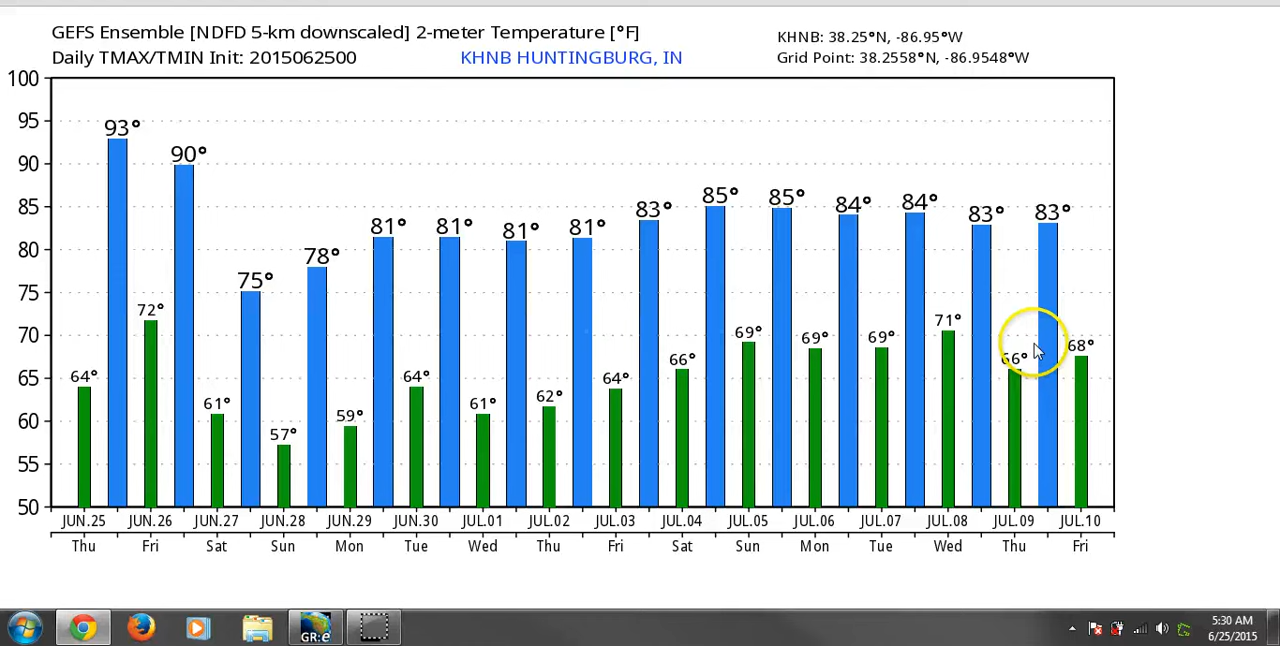 GEFS Ensemble [NDFD 5-km downscaled] 2-meter Temperature [°F]
Daily TMAX/TMIN Init: 2015062500
KHNB HUNTINGBURG, IN
KHNB: 38.25°N, -86.95°W
Grid Point: 38.2558°N, -86.9548°W
100
95
90
85
80
75
70
65
60
55
50
93° 90° 75° 78° 81° 81° 81° 81° 83° 85° 85° 84° 84° 83° 83°
64° 72° 61° 57° 59° 64° 61° 62° 64° 66° 69° 69° 69° 71° 66° 68°
JUN.25 JUN.26 JUN.27 JUN.28 JUN.29 JUN.30 JUL.01 JUL.02 JUL.03 JUL.04 JUL.05 JUL.06 JUL.07 JUL.08 JUL.09 JUL.10
Thu Fri Sat Sun Mon Tue Wed Thu Fri Sat Sun Mon Tue Wed Thu Fri
GR:e
5:30 AM
6/25/2015